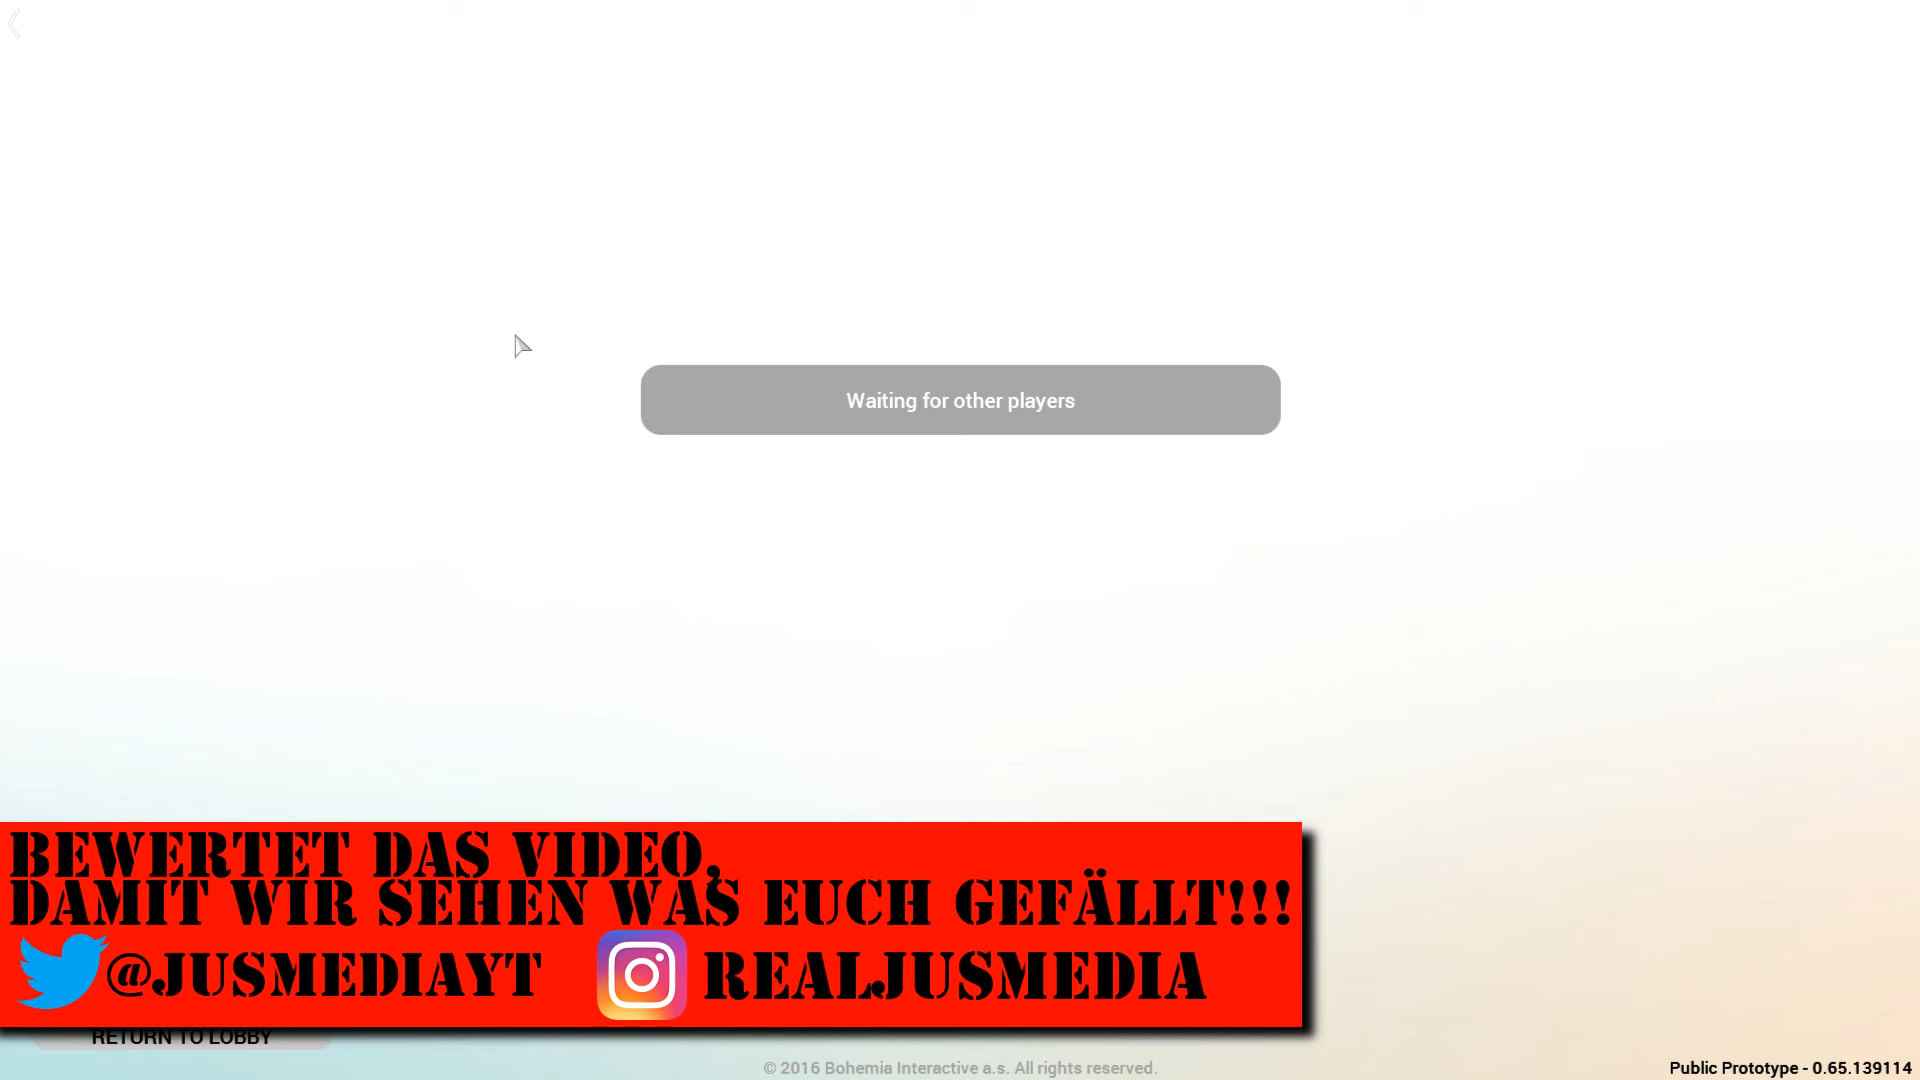 Waiting for other players
BEWERTET DAS VIDEO,
DAMIT WIR SEHEN WAS EUCH GEFÄLLT!!!
@JUSMEDIAYT REALJUSMEDIA
RETURN TO LOBBY
© 2016 Bohemia Interactive a.s. All rights reserved.
Public Prototype - 0.65.139114